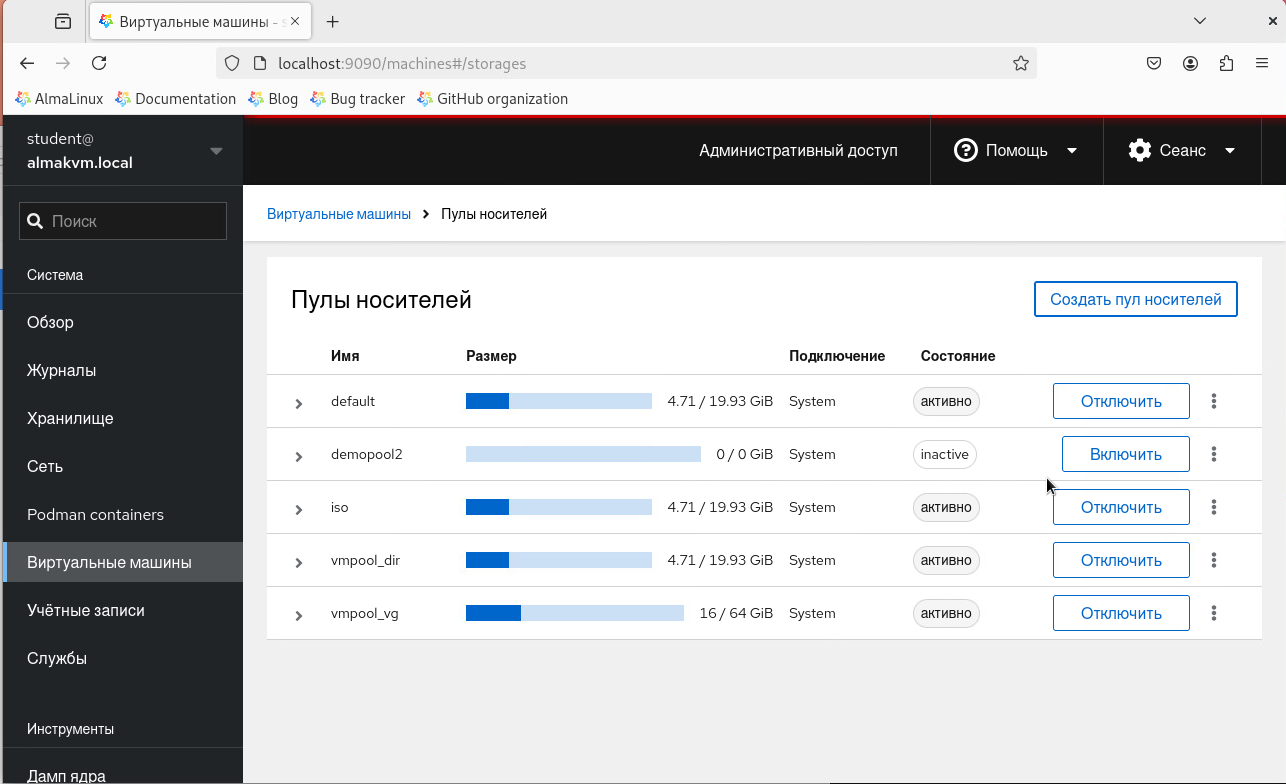 Виртуальные машины - s
localhost:9090/machines#/storages
AlmaLinux Documentation Blog Bug tracker GitHub organization
student@
almakvm.local
Административный доступ Помощь Сеанс
Поиск
Система
Обзор
Журналы
Хранилище
Сеть
Podman containers
Виртуальные машины
Учётные записи
Службы
Инструменты
Дамп ядра
Виртуальные машины Пулы носителей
Пулы носителей Создать пул носителей
Имя Размер Подключение Состояние
default 4.71 / 19.93 GiB System активно Отключить
demopool2 0 / 0 GiB System inactive Включить
iso 4.71 / 19.93 GiB System активно Отключить
vmpool_dir 4.71 / 19.93 GiB System активно Отключить
vmpool_vg 16 / 64 GiB System активно Отключить